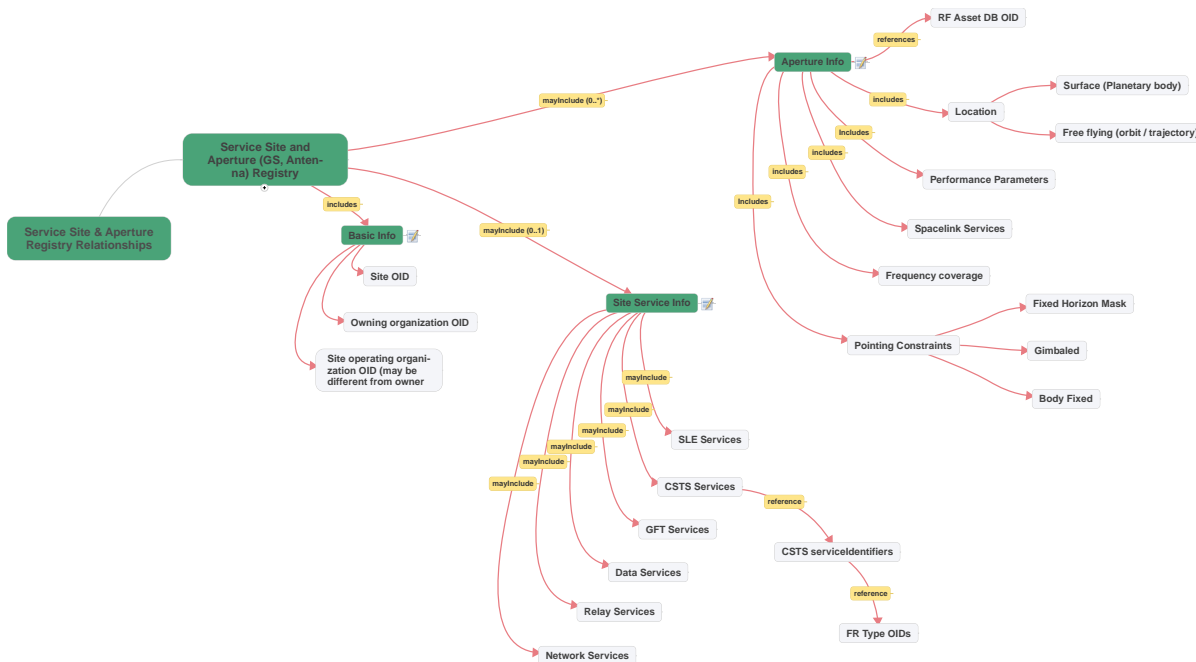 RF Asset DB OID
references
Aperture Info
Surface (Planetary body)
mayInclude (0..*)
includes
Location
Free flying (orbit / trajectory)
Includes
Service Site and
Aperture (GS, Anten-
na) Registry
includes
includes
Performance Parameters
includes
Includes
Service Site & Aperture
Registry Relationships
Basic Info
mayInclude (0..1)
Spacelink Services
Site OID
Frequency coverage
Site Service Info
Fixed Horizon Mask
Owning organization OID
Pointing Constraints
Gimbaled
Site operating organi-
zation OID (may be
different from owner
mayInclude
Body Fixed
mayInclude
mayInclude
SLE Services
mayInclude
mayInclude
mayInclude
CSTS Services
reference
GFT Services
CSTS serviceIdentifiers
Data Services
reference
Relay Services
FR Type OIDs
Network Services